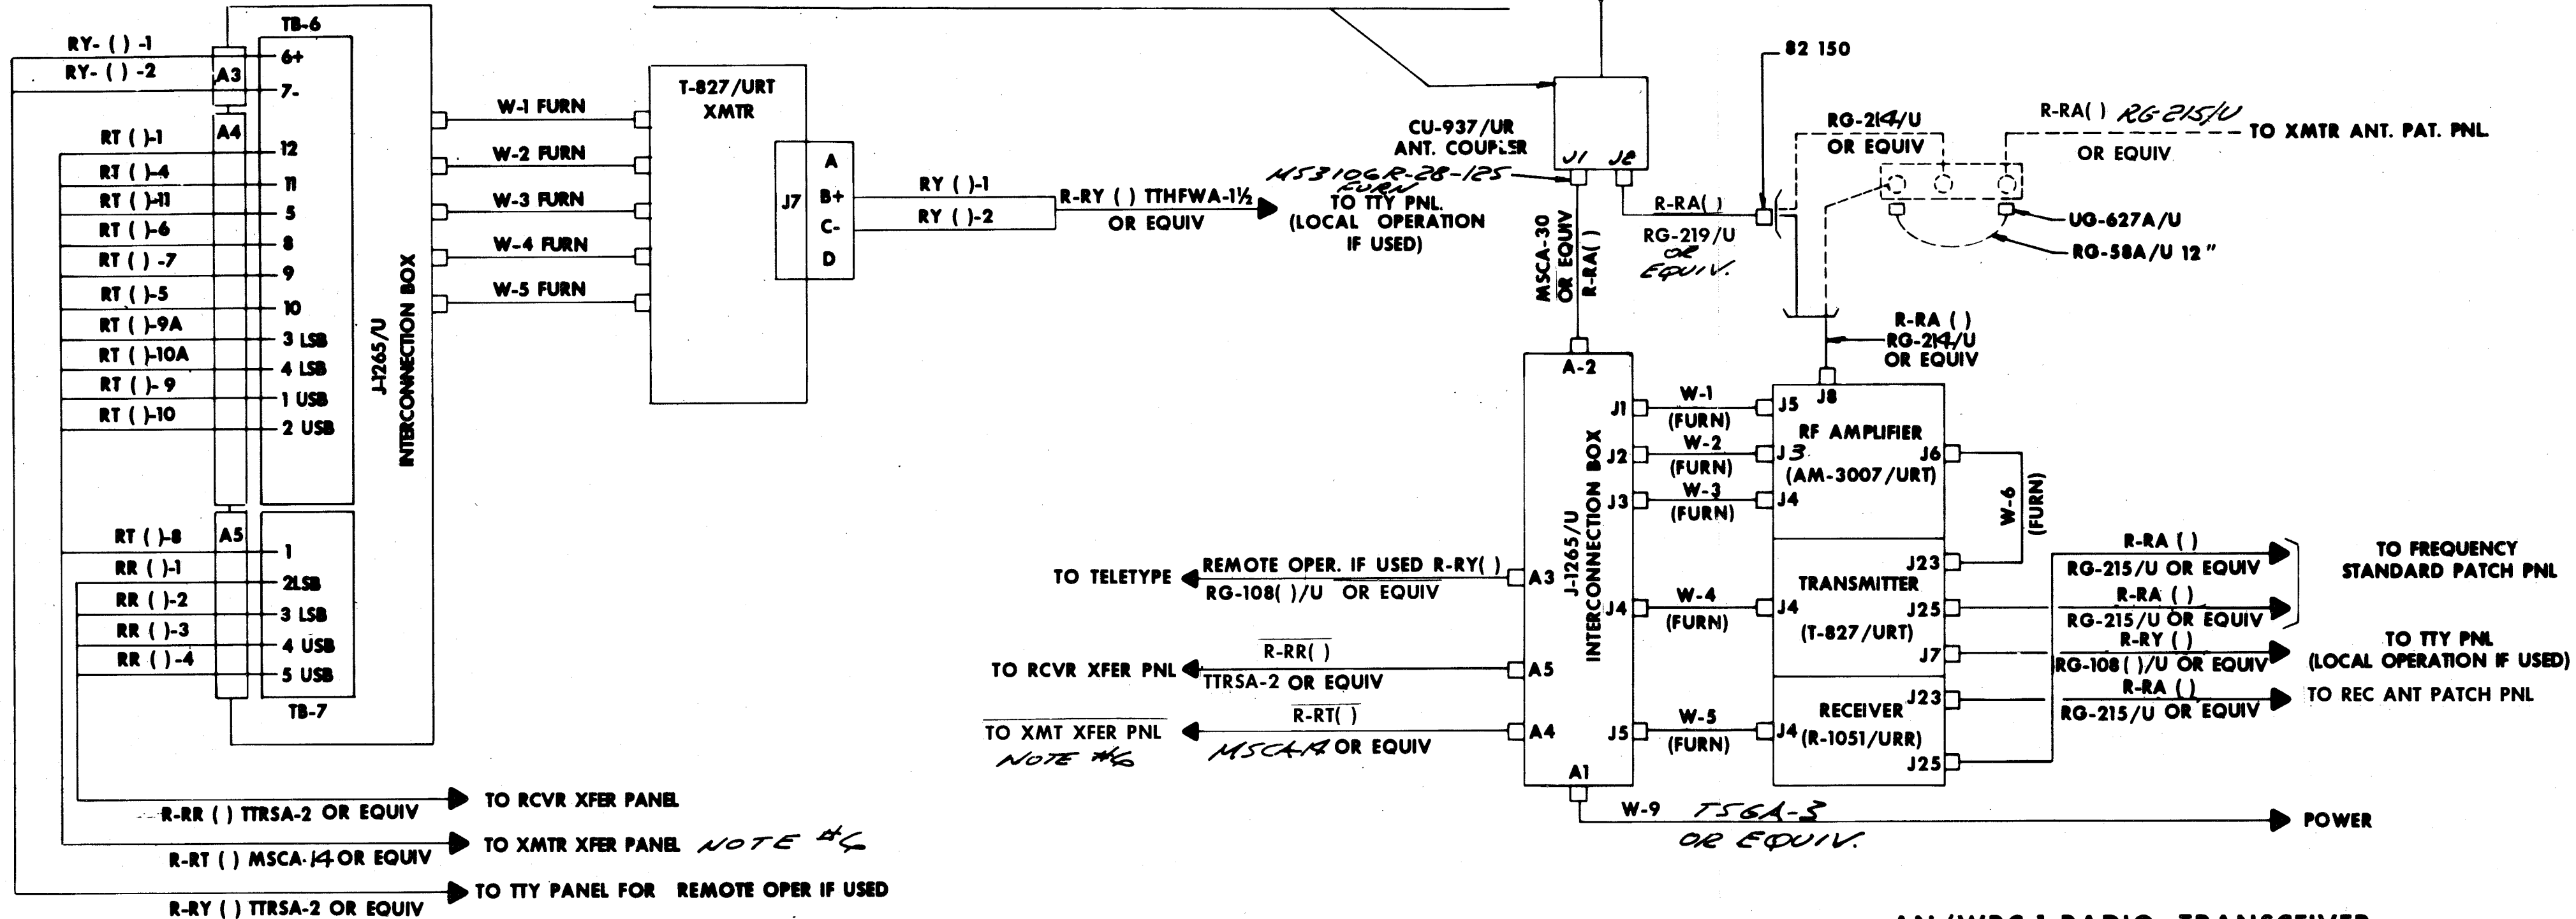 TB-6
RY- ( ) -1
RY- ( ) -2
A3
6+
7-
A4
RT ( )-1
12
RT ( )-4
11
RT ( )-11
5
RT ( )-6
8
RT ( ) -7
9
RT ( )-5
10
RT ( )-9A
3 LSB
RT ( )-10A
4 LSB
RT ( )- 9
1 USB
RT ( )-10
2 USB
A5
RT ( )-8
1
RR ( )-1
2LSB
RR ( )-2
3 LSB
RR ( )-3
4 USB
RR ( )-4
5 USB
TB-7
J-1265/U
INTERCONNECTION BOX
W-1 FURN
W-2 FURN
W-3 FURN
W-4 FURN
W-5 FURN
T-827/URT
XMTR
J7
A
B+
C-
D
RY ( )-1
RY ( )-2
R-RY ( ) TTHFWA-1½
OR EQUIV
TO TTY PNL.
(LOCAL OPERATION
IF USED)
R-RR ( ) TTRSA-2 OR EQUIV
TO RCVR XFER PANEL
R-RT ( ) MSCA-14 OR EQUIV
TO XMTR XFER PANEL NOTE #6
R-RY ( ) TTRSA-2 OR EQUIV
TO TTY PANEL FOR REMOTE OPER IF USED
CU-937/UR
ANT. COUPLER
J1
J2
MS3106R-28-12S
FURN
MSCA-30
OR EQUIV
R-RA( )
R-RA( )
RG-219/U
OR
EQUIV.
82 150
RG-214/U
OR EQUIV
R-RA( ) RG-215/U
OR EQUIV
TO XMTR ANT. PAT. PNL.
UG-627A/U
RG-58A/U 12"
R-RA ( )
RG-214/U
OR EQUIV
A-2
J-1265/U
INTERCONNECTION BOX
J1
W-1
(FURN)
J5
J8
J2
W-2
(FURN)
J3
J3
W-3
(FURN)
J4
RF AMPLIFIER
(AM-3007/URT)
J6
W-6
(FURN)
J4
W-4
(FURN)
J4
TRANSMITTER
(T-827/URT)
J23
J25
J7
J5
W-5
(FURN)
J4
RECEIVER
(R-1051/URR)
J23
J25
TO TELETYPE
REMOTE OPER. IF USED R-RY( )
RG-108( )/U OR EQUIV
A3
TO RCVR XFER PNL
R-RR( )
TTRSA-2 OR EQUIV
A5
TO XMT XFER PNL
NOTE #6
R-RT( )
MSCA-14 OR EQUIV
A4
A1
W-9 TSGA-3
OR EQUIV.
POWER
R-RA ( )
RG-215/U OR EQUIV
R-RA ( )
RG-215/U OR EQUIV
TO FREQUENCY
STANDARD PATCH PNL
R-RY ( )
RG-108( )/U OR EQUIV
TO TTY PNL
(LOCAL OPERATION IF USED)
R-RA ( )
RG-215/U OR EQUIV
TO REC ANT PATCH PNL
AN/WRC-1 RADIO TRANSCEIVER